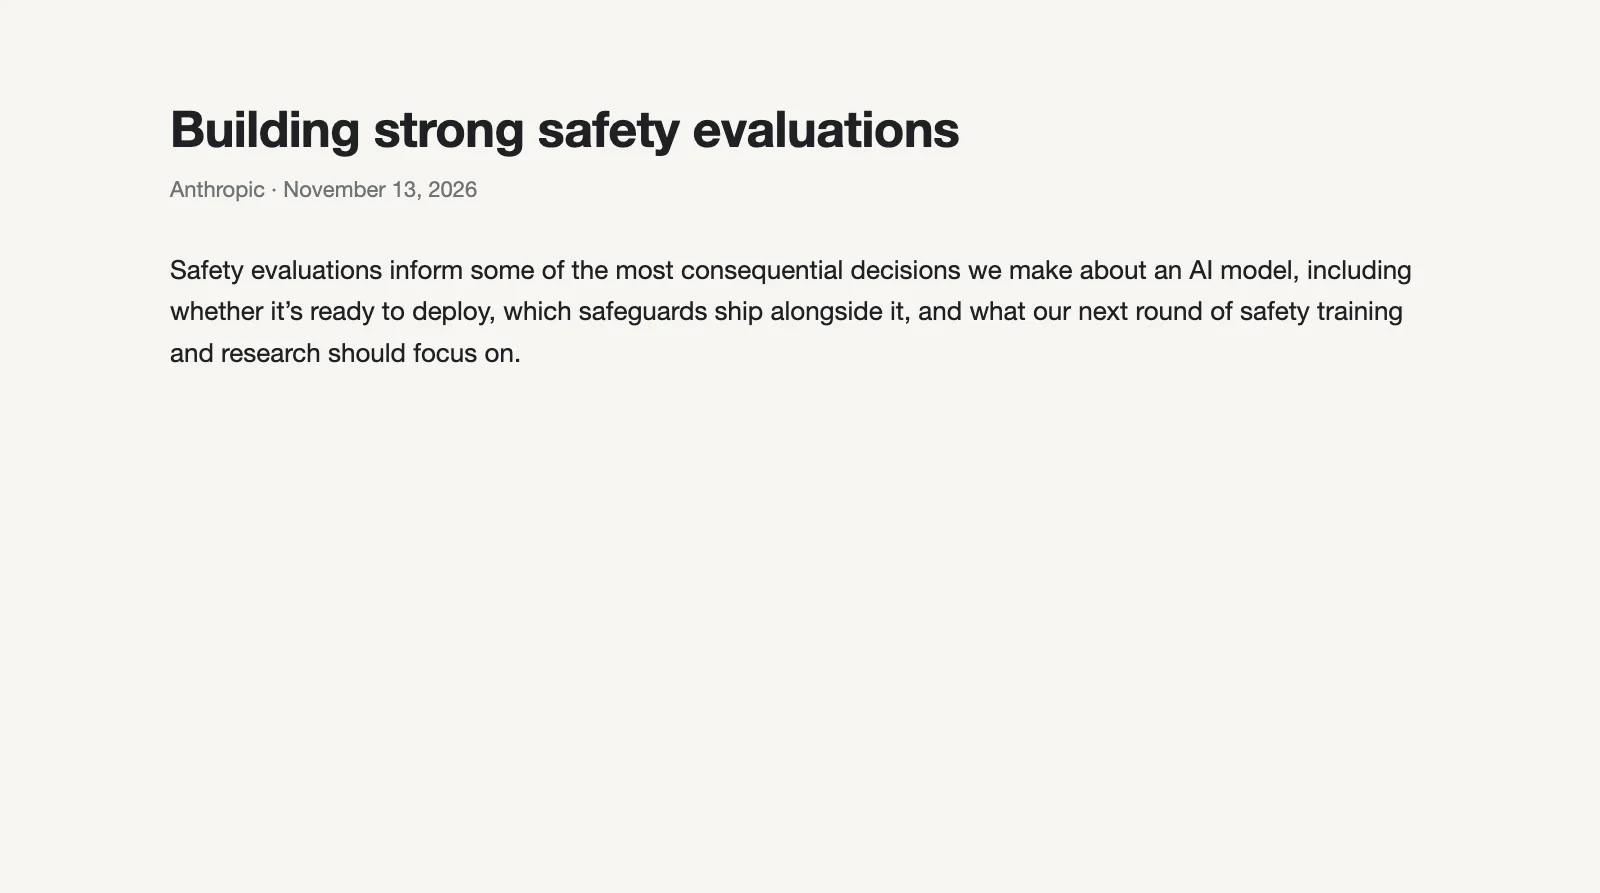 Building strong safety evaluations
Anthropic · November 13, 2026
Safety evaluations inform some of the most consequential decisions we make about an AI model, including
whether it’s ready to deploy, which safeguards ship alongside it, and what our next round of safety training
and research should focus on.